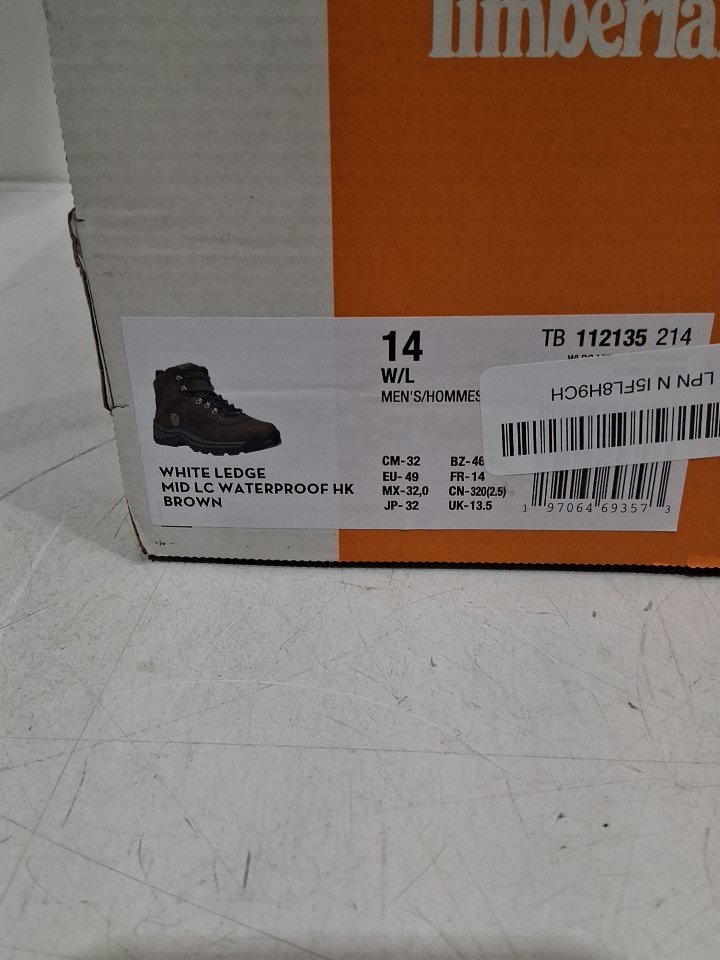 Timberla
14
W/L
MEN'S/HOMMES
TB 112135 214
LPN N I5FL8H9CH
CM-32 BZ-46
EU- 49 FR-14
MX-32,0 CN-320(2.5)
JP- 32 UK-13.5
WHITE LEDGE
MID LC WATERPROOF HK
BROWN
1 97064 69357 3